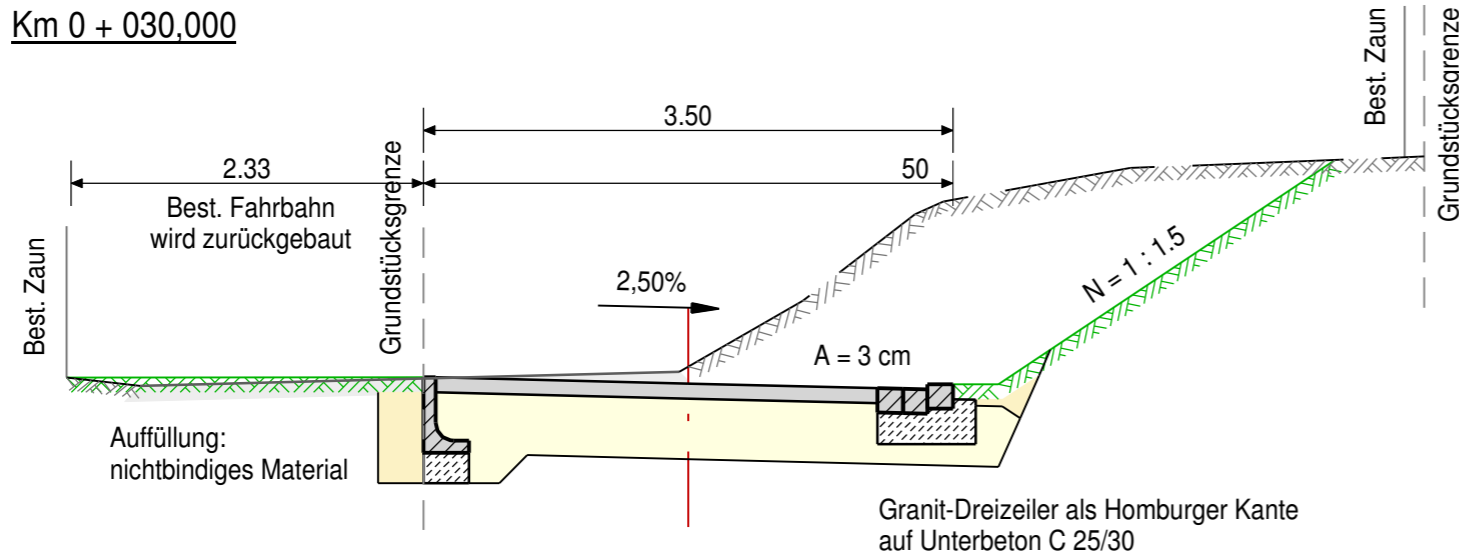 Km 0 + 030,000
3.50
2.33
50
Best. Fahrbahn
wird zurückgebaut
Grundstücksgrenze
Best. Zaun
Best. Zaun
Grundstücksgrenze
2,50%
N = 1 : 1.5
A = 3 cm
Auffüllung:
nichtbindiges Material
Granit-Dreizeiler als Homburger Kante
auf Unterbeton C 25/30